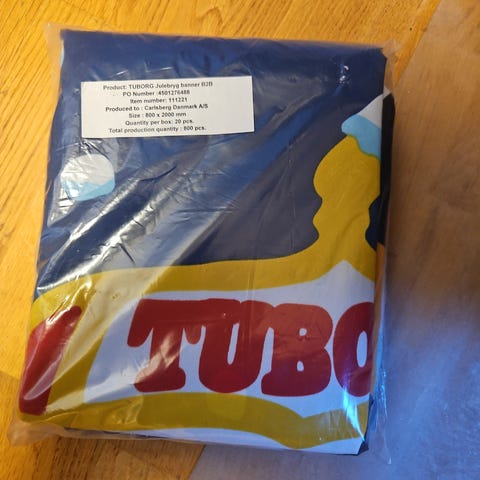 Product: TUBORG Julebryg banner B2B
PO Number :4501276488
Item number: 111221
Produced to : Carlsberg Danmark A/S
Size : 800 x 2000 mm
Quantity per box: 20 pcs.
Total production quantity : 800 pcs.
TUBO